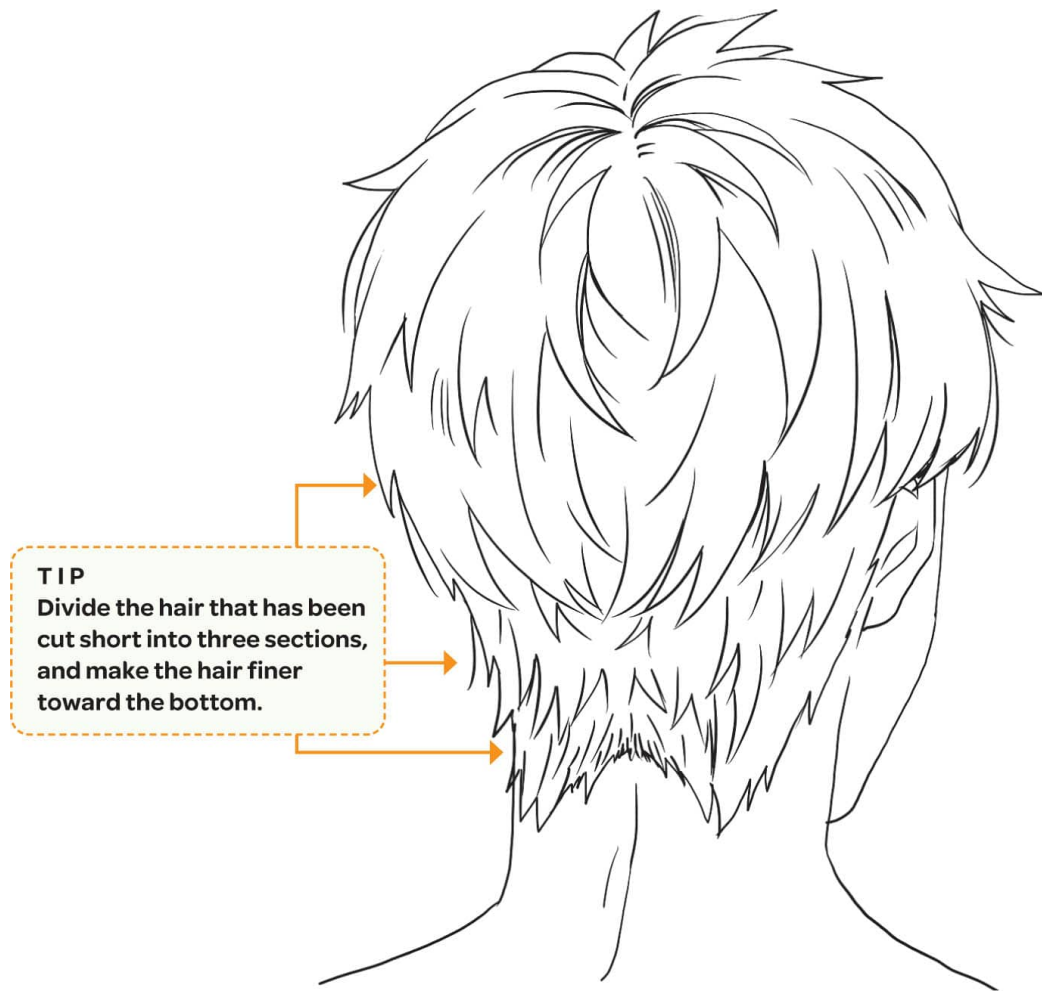 TIP
Divide the hair that has been
cut short into three sections,
and make the hair finer
toward the bottom.